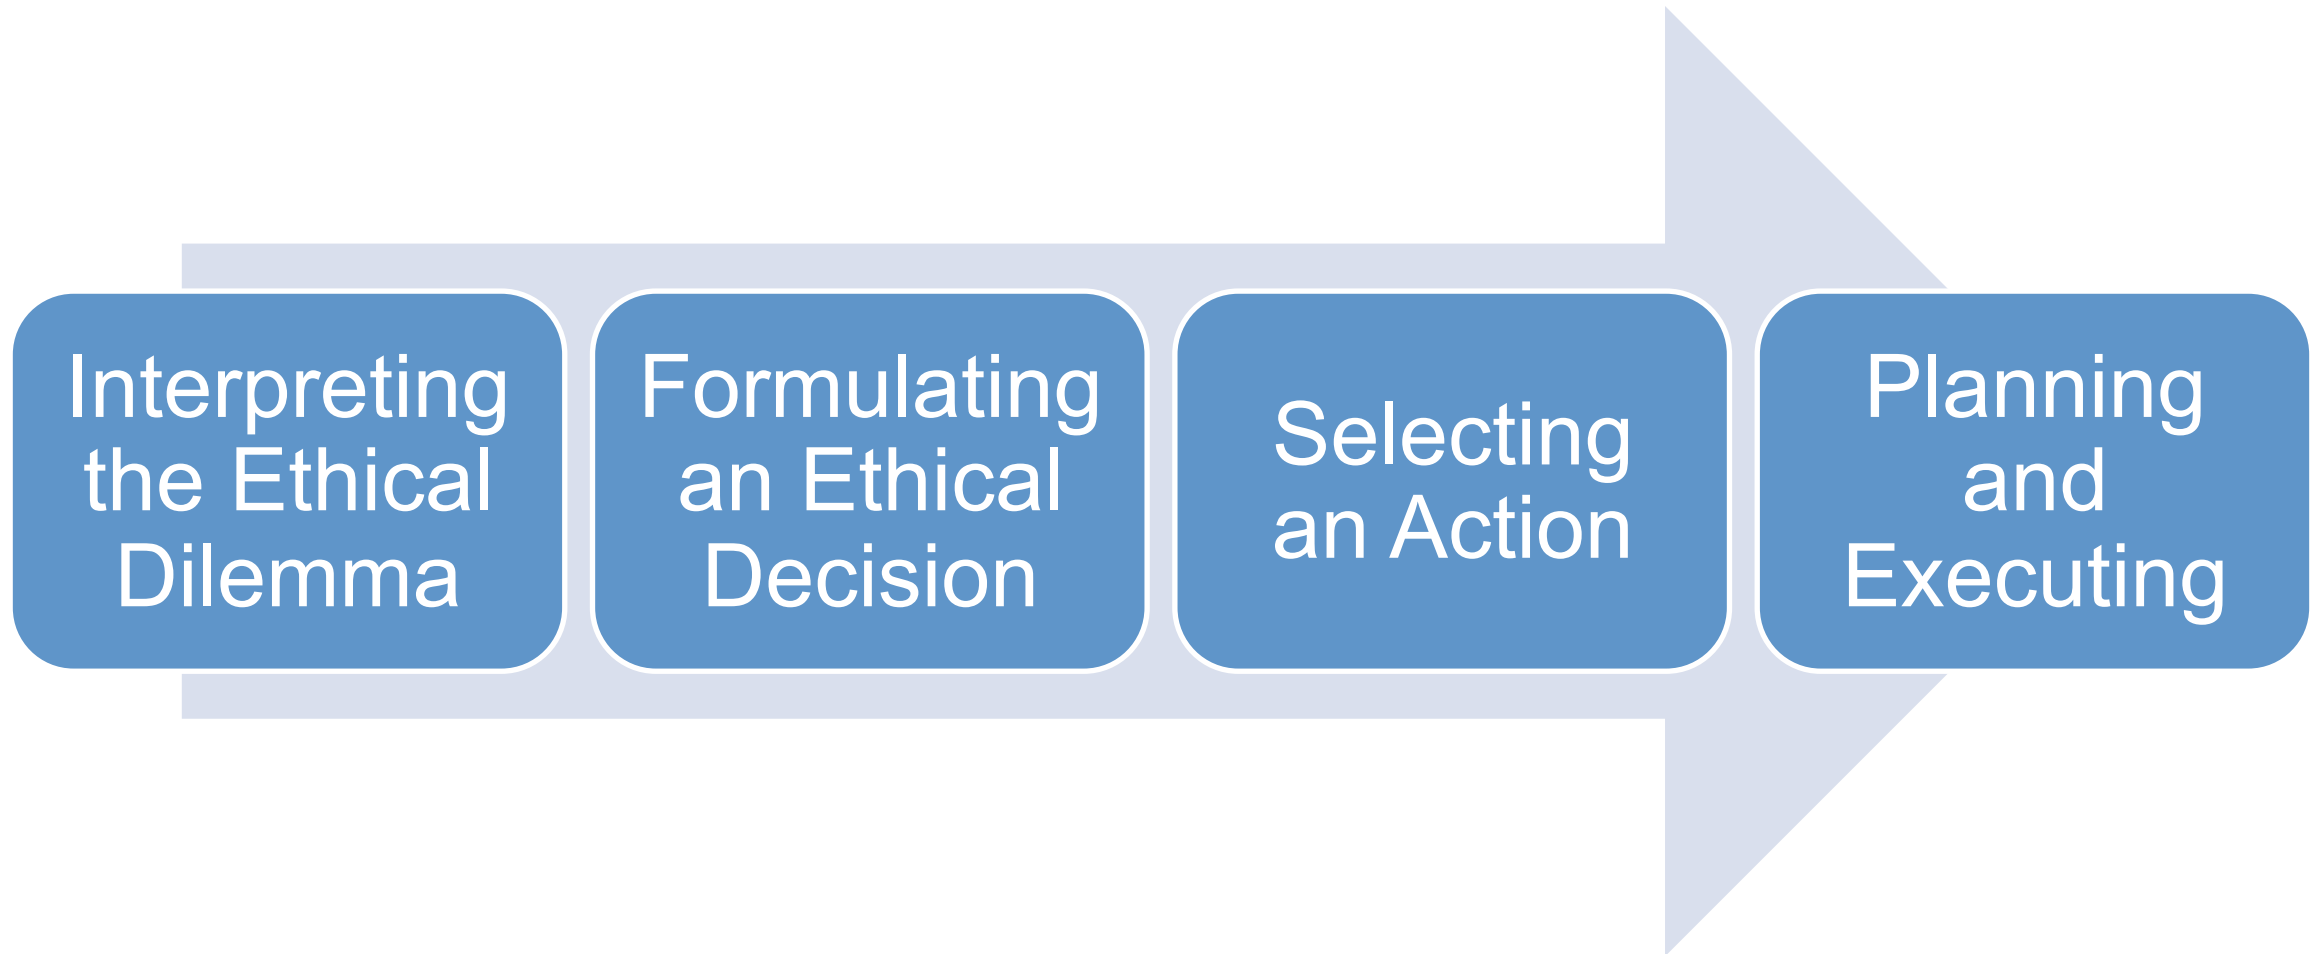 Interpreting
the Ethical
Dilemma
Formulating
an Ethical
Decision
Selecting
an Action
Planning
and
Executing